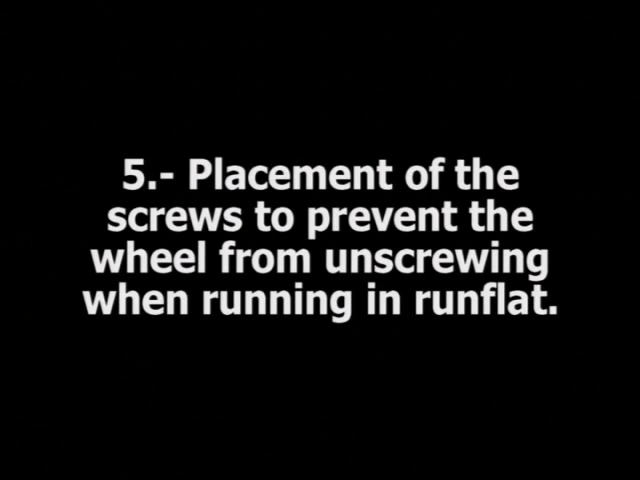 5.- Placement of the
screws to prevent the
wheel from unscrewing
when running in runflat.